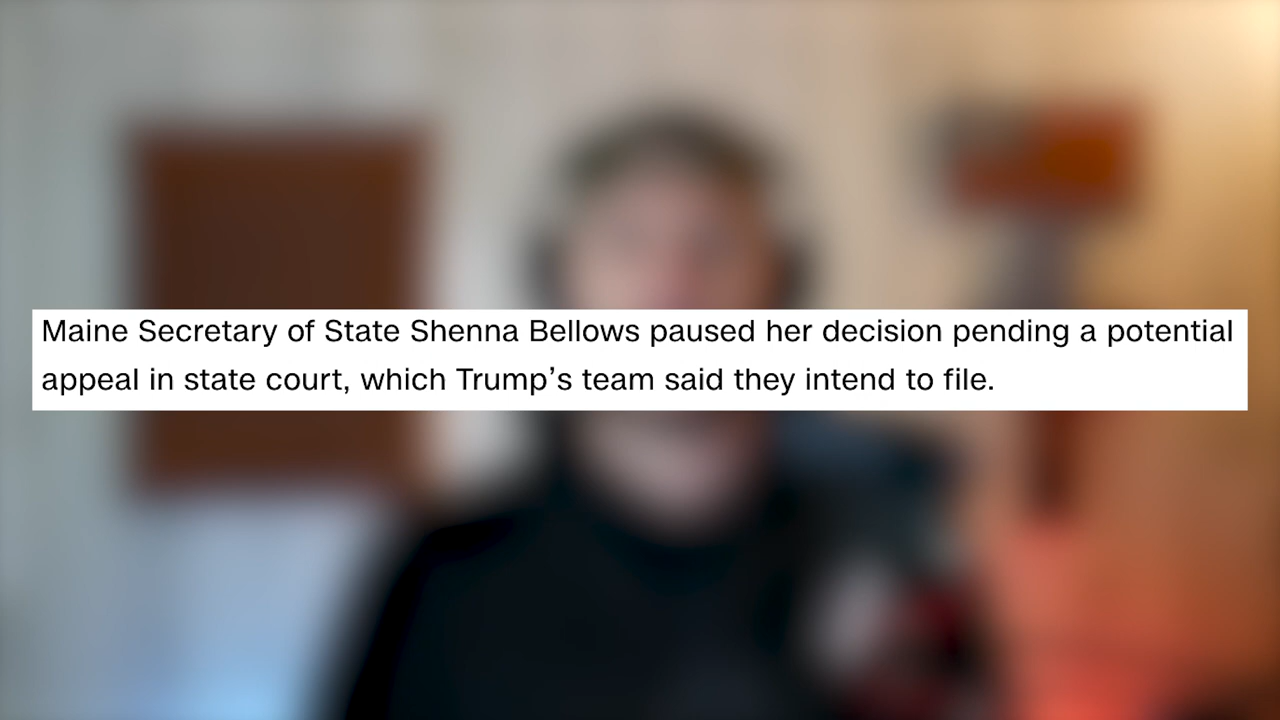 Maine Secretary of State Shenna Bellows paused her decision pending a potential
appeal in state court, which Trump’s team said they intend to file.